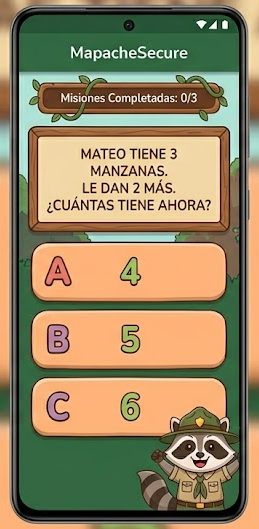 MapacheSecure
Misiones Completadas: 0/3
MATEO TIENE 3
MANZANAS.
LE DAN 2 MÁS.
¿CUÁNTAS TIENE AHORA?
A 4
B 5
C 6